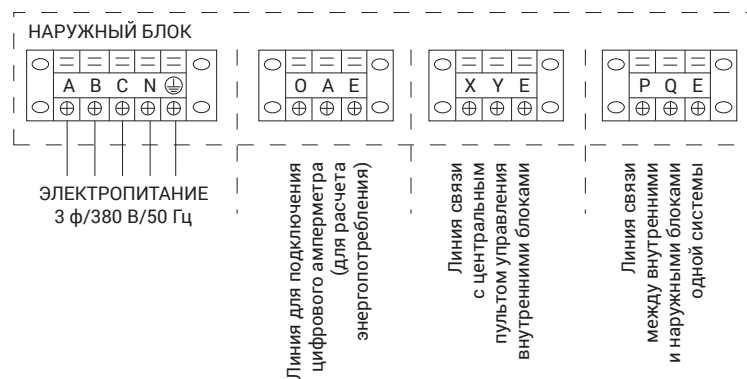 НАРУЖНЫЙ БЛОК
A B C N
O A E
X Y E
P Q E
ЭЛЕКТРОПИТАНИЕ
3 ф/380 В/50 Гц
Линия для подключения
цифрового амперметра
(для расчета
энергопотребления)
Линия связи
с центральным
пультом управления
внутренними блоками
Линия связи
между внутренними
и наружными блоками
одной системы